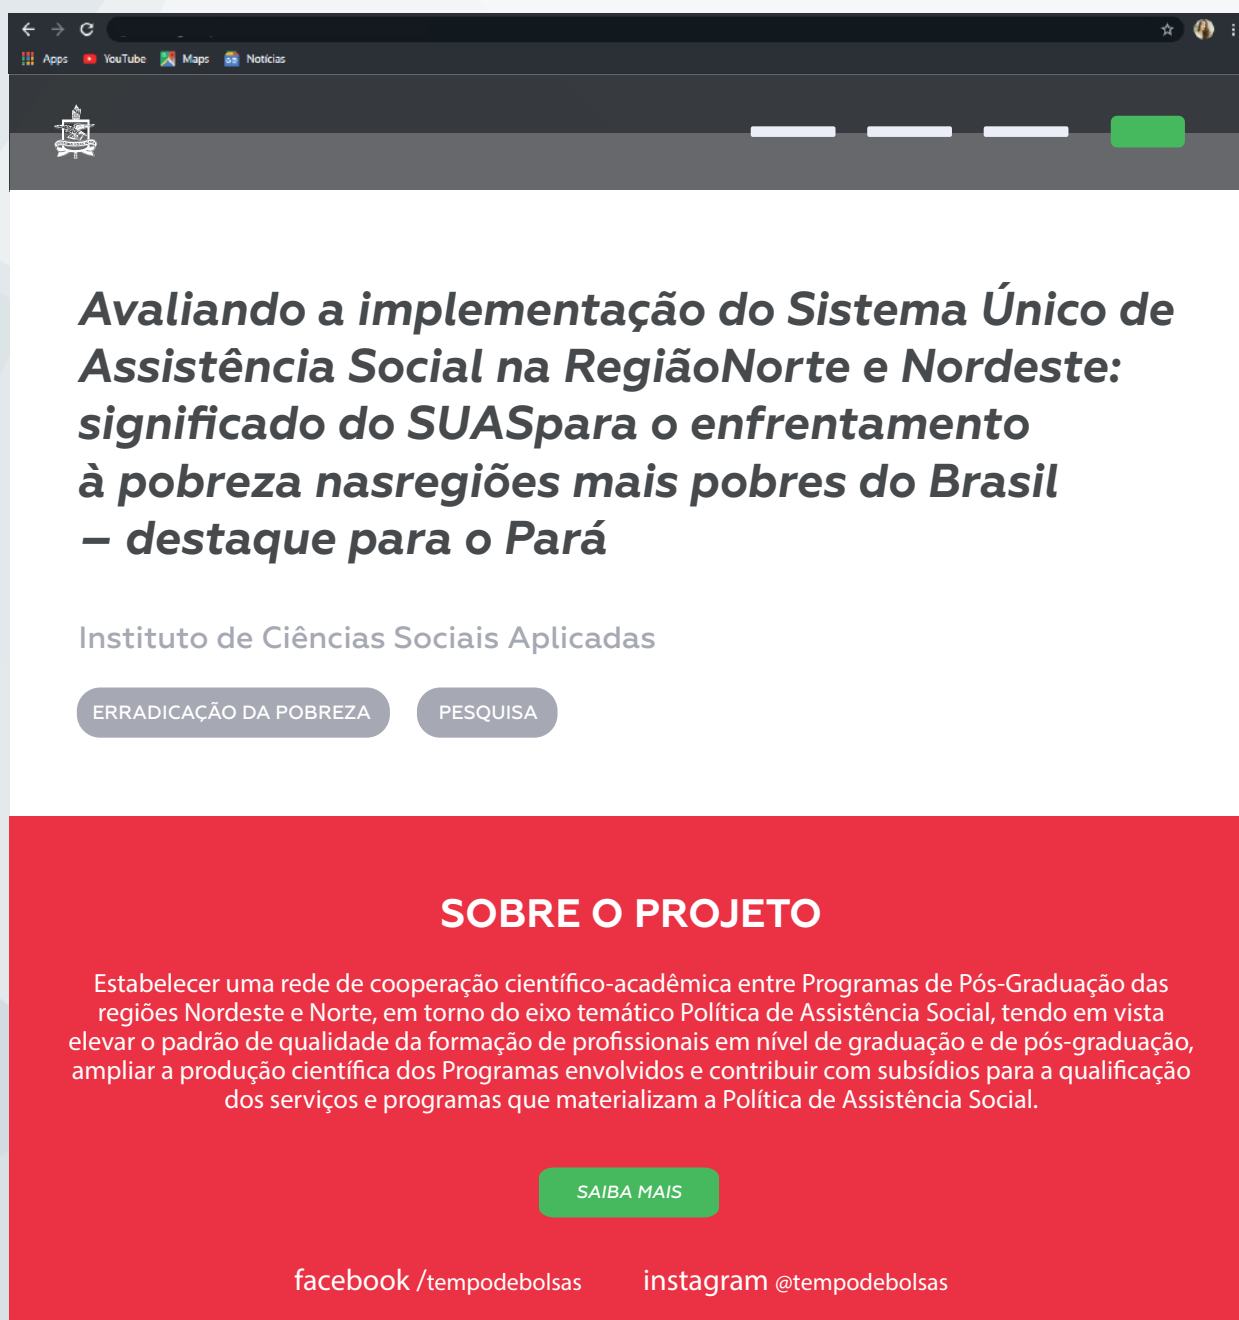 Apps YouTube Maps Notícias
Avaliando a implementação do Sistema Único de
Assistência Social na RegiãoNorte e Nordeste:
significado do SUASpara o enfrentamento
à pobreza nasregiões mais pobres do Brasil
– destaque para o Pará
Instituto de Ciências Sociais Aplicadas
ERRADICAÇÃO DA POBREZA PESQUISA
SOBRE O PROJETO
Estabelecer uma rede de cooperação científico-acadêmica entre Programas de Pós-Graduação das
regiões Nordeste e Norte, em torno do eixo temático Política de Assistência Social, tendo em vista
elevar o padrão de qualidade da formação de profissionais em nível de graduação e de pós-graduação,
ampliar a produção científica dos Programas envolvidos e contribuir com subsídios para a qualificação
dos serviços e programas que materializam a Política de Assistência Social.
SAIBA MAIS
facebook /tempodebolsas instagram @tempodebolsas